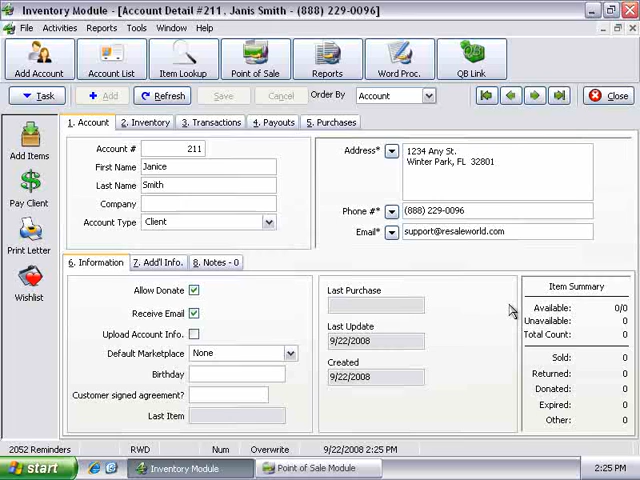 Inventory Module - [Account Detail #211, Janis Smith - (888) 229-0096]
File Activities Reports Tools Window Help
Add Account Account List Item Lookup Point of Sale Reports Word Proc. QB Link
Task Add Refresh Save Cancel Order By Account Close
1. Account 2. Inventory 3. Transactions 4. Payouts 5. Purchases
Add Items
Pay Client
Print Letter
Wishlist
Account # 211
First Name Janice
Last Name Smith
Company
Account Type Client
Address* 1234 Any St.
Winter Park, FL 32801
Phone #* (888) 229-0096
Email* support@resaleworld.com
6. Information 7. Add'l Info. 8. Notes - 0
Allow Donate
Receive Email
Upload Account Info.
Default Marketplace None
Birthday
Customer signed agreement?
Last Item
Last Purchase
Last Update
9/22/2008
Created
9/22/2008
Item Summary
Available: 0/0
Unavailable: 0
Total Count: 0
Sold: 0
Returned: 0
Donated: 0
Expired: 0
Other: 0
2052 Reminders RWD Num Overwrite 9/22/2008 2:25 PM
start Inventory Module Point of Sale Module 2:25 PM